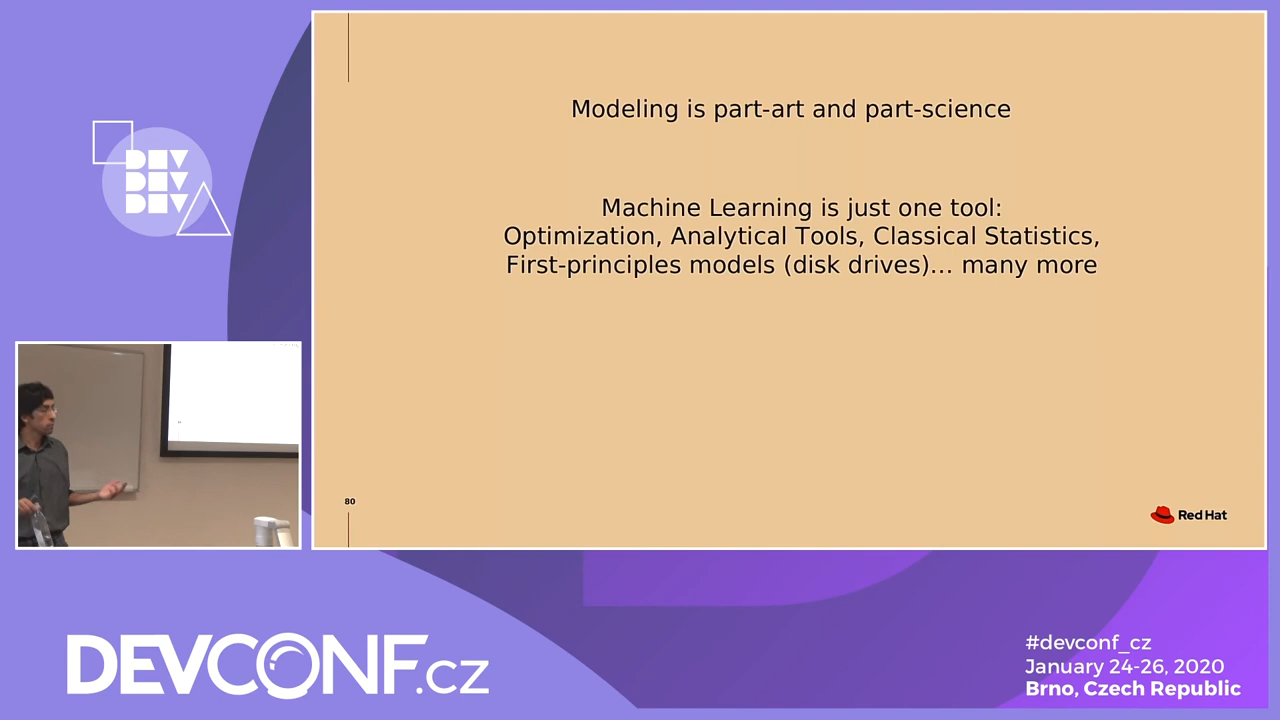 DEV
DEV
DEV
Modeling is part-art and part-science
Machine Learning is just one tool:
Optimization, Analytical Tools, Classical Statistics,
First-principles models (disk drives)... many more
80
Red Hat
DEVCONF.cz
#devconf_cz
January 24-26, 2020
Brno, Czech Republic